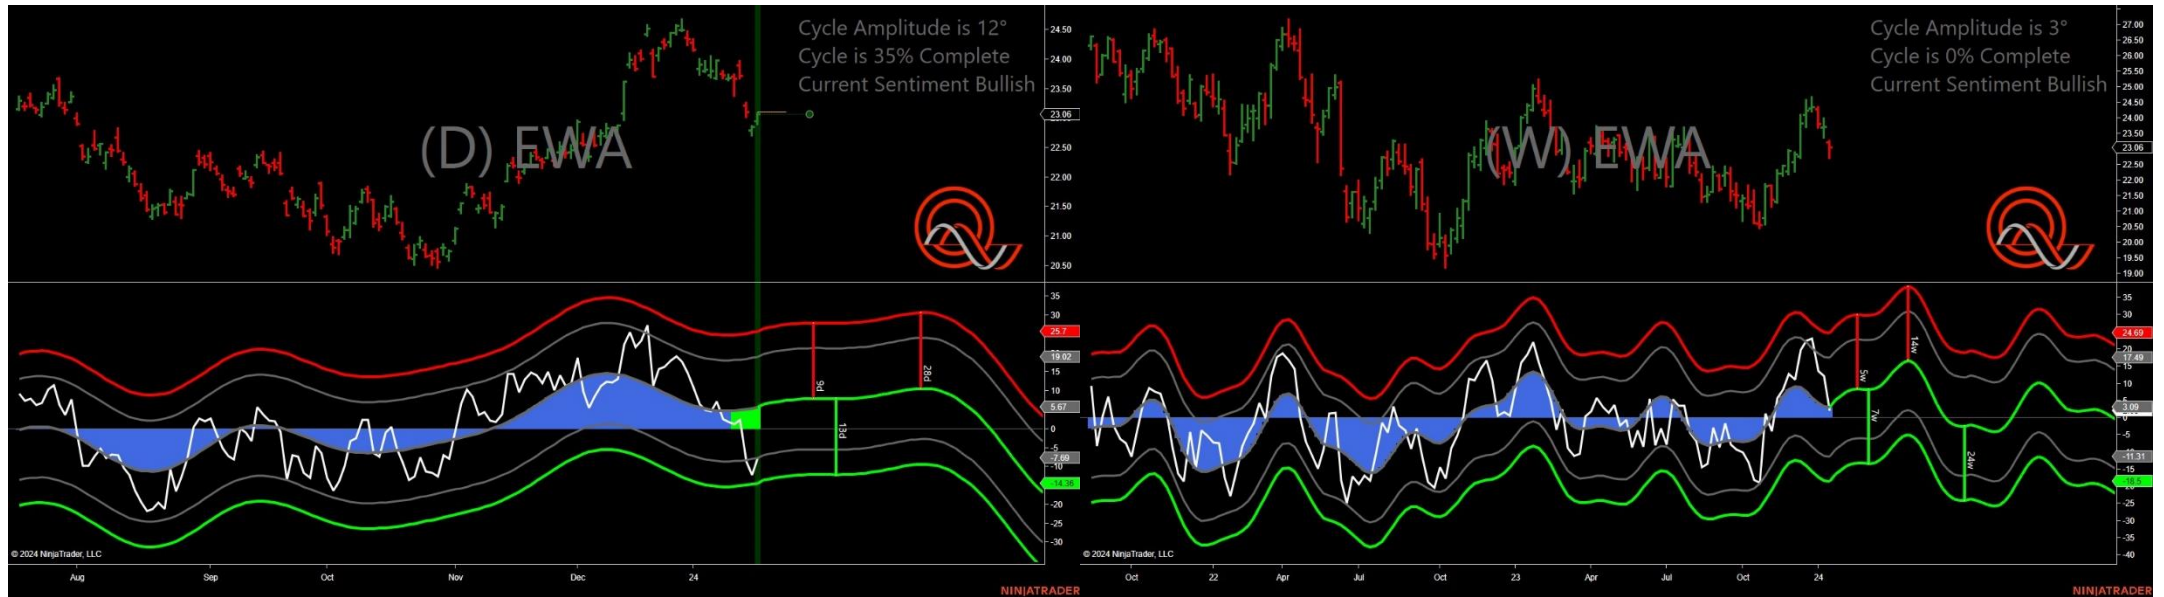 Cycle Amplitude is 12°
Cycle is 35% Complete
Current Sentiment Bullish
(D) EWA
24.50
24.00
23.50
23.06
22.50
22.00
21.50
21.00
20.50
35
30
25.7
19.02
15
10
5.67
0
-7.69
-10
-14.36
-20
-25
-30
9d
13d
28d
© 2024 NinjaTrader, LLC
Aug
Sep
Oct
Nov
Dec
24
NINJATRADER
Cycle Amplitude is 3°
Cycle is 0% Complete
Current Sentiment Bullish
(W) EWA
27.00
26.50
26.00
25.50
25.00
24.50
24.00
23.50
23.06
22.50
22.00
21.50
21.00
20.50
20.00
19.50
19.00
35
30
24.69
20
17.49
10
5
3.09
-5
-11.31
-15
-18.5
-25
-30
-35
-40
5w
7w
14w
24w
© 2024 NinjaTrader, LLC
Oct
22
Apr
Jul
Oct
23
Apr
Jul
Oct
24
NINJATRADER